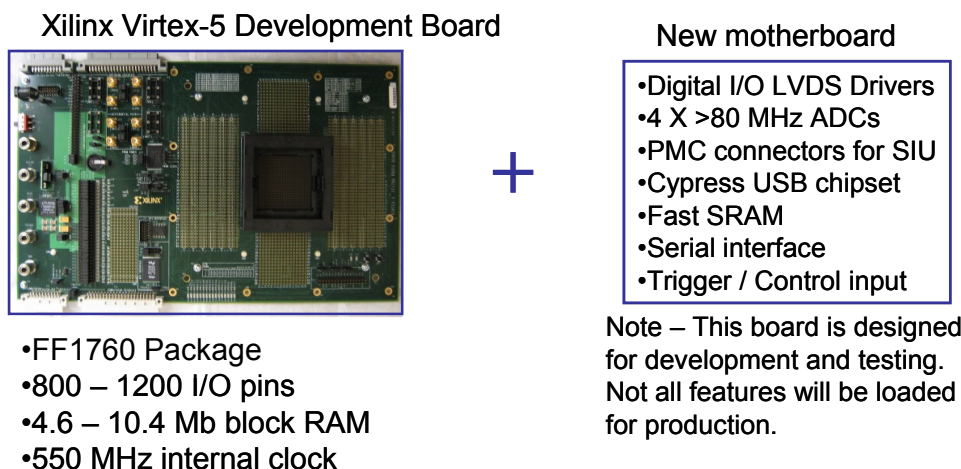 Xilinx Virtex-5 Development Board
XILINX
•FF1760 Package
•800 – 1200 I/O pins
•4.6 – 10.4 Mb block RAM
•550 MHz internal clock
+
New motherboard
•Digital I/O LVDS Drivers
•4 X >80 MHz ADCs
•PMC connectors for SIU
•Cypress USB chipset
•Fast SRAM
•Serial interface
•Trigger / Control input
Note – This board is designed
for development and testing.
Not all features will be loaded
for production.